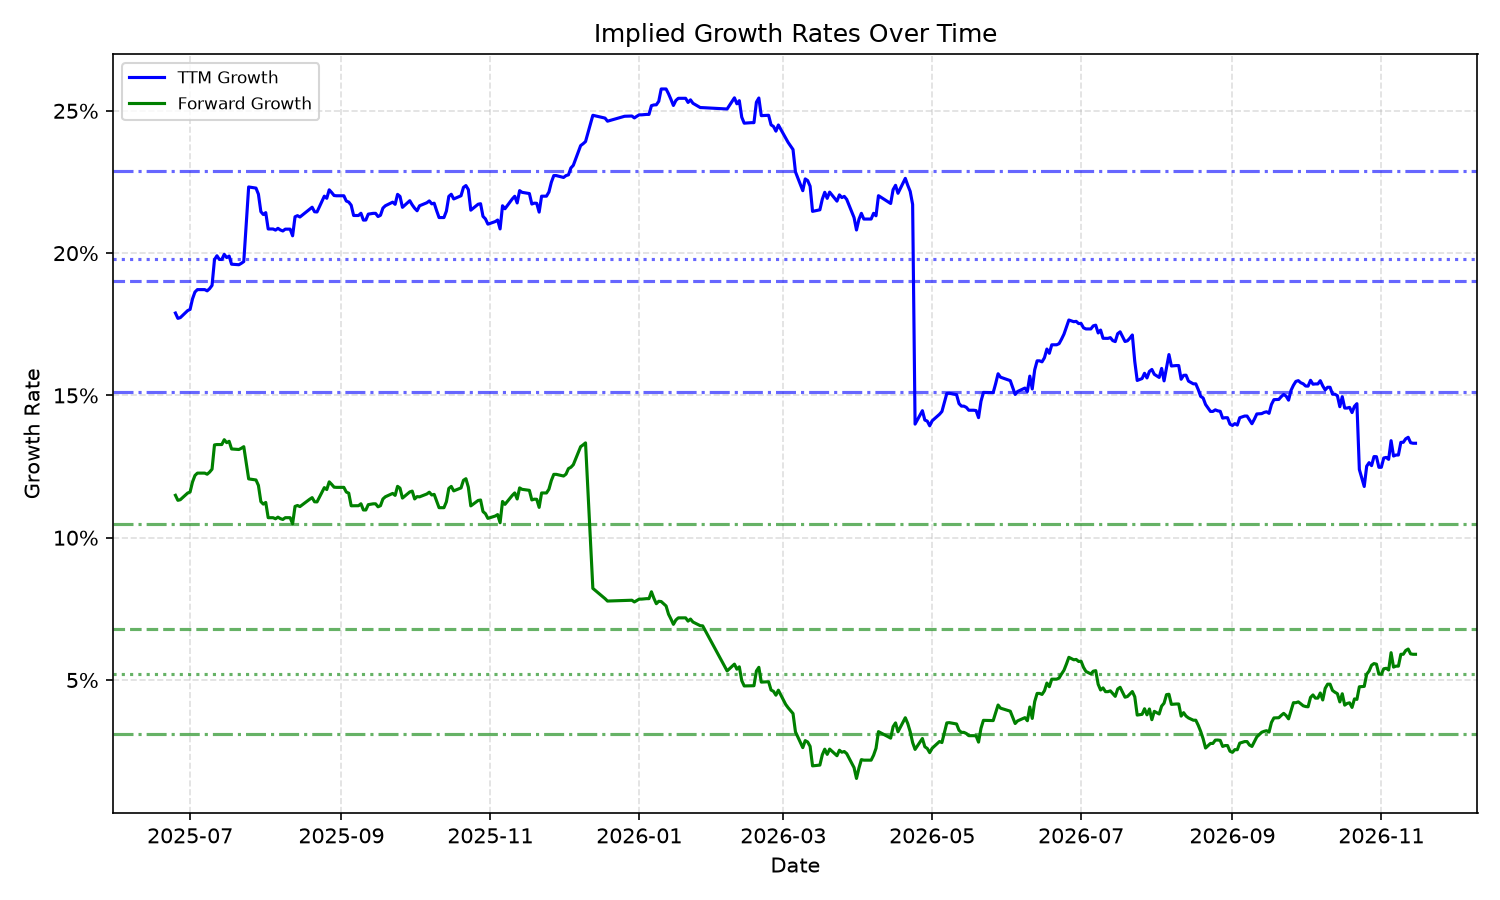 Implied Growth Rates Over Time
TTM Growth
Forward Growth
25%
20%
15%
10%
5%
Growth Rate
2025-07
2025-09
2025-11
2026-01
2026-03
2026-05
2026-07
2026-09
2026-11
Date